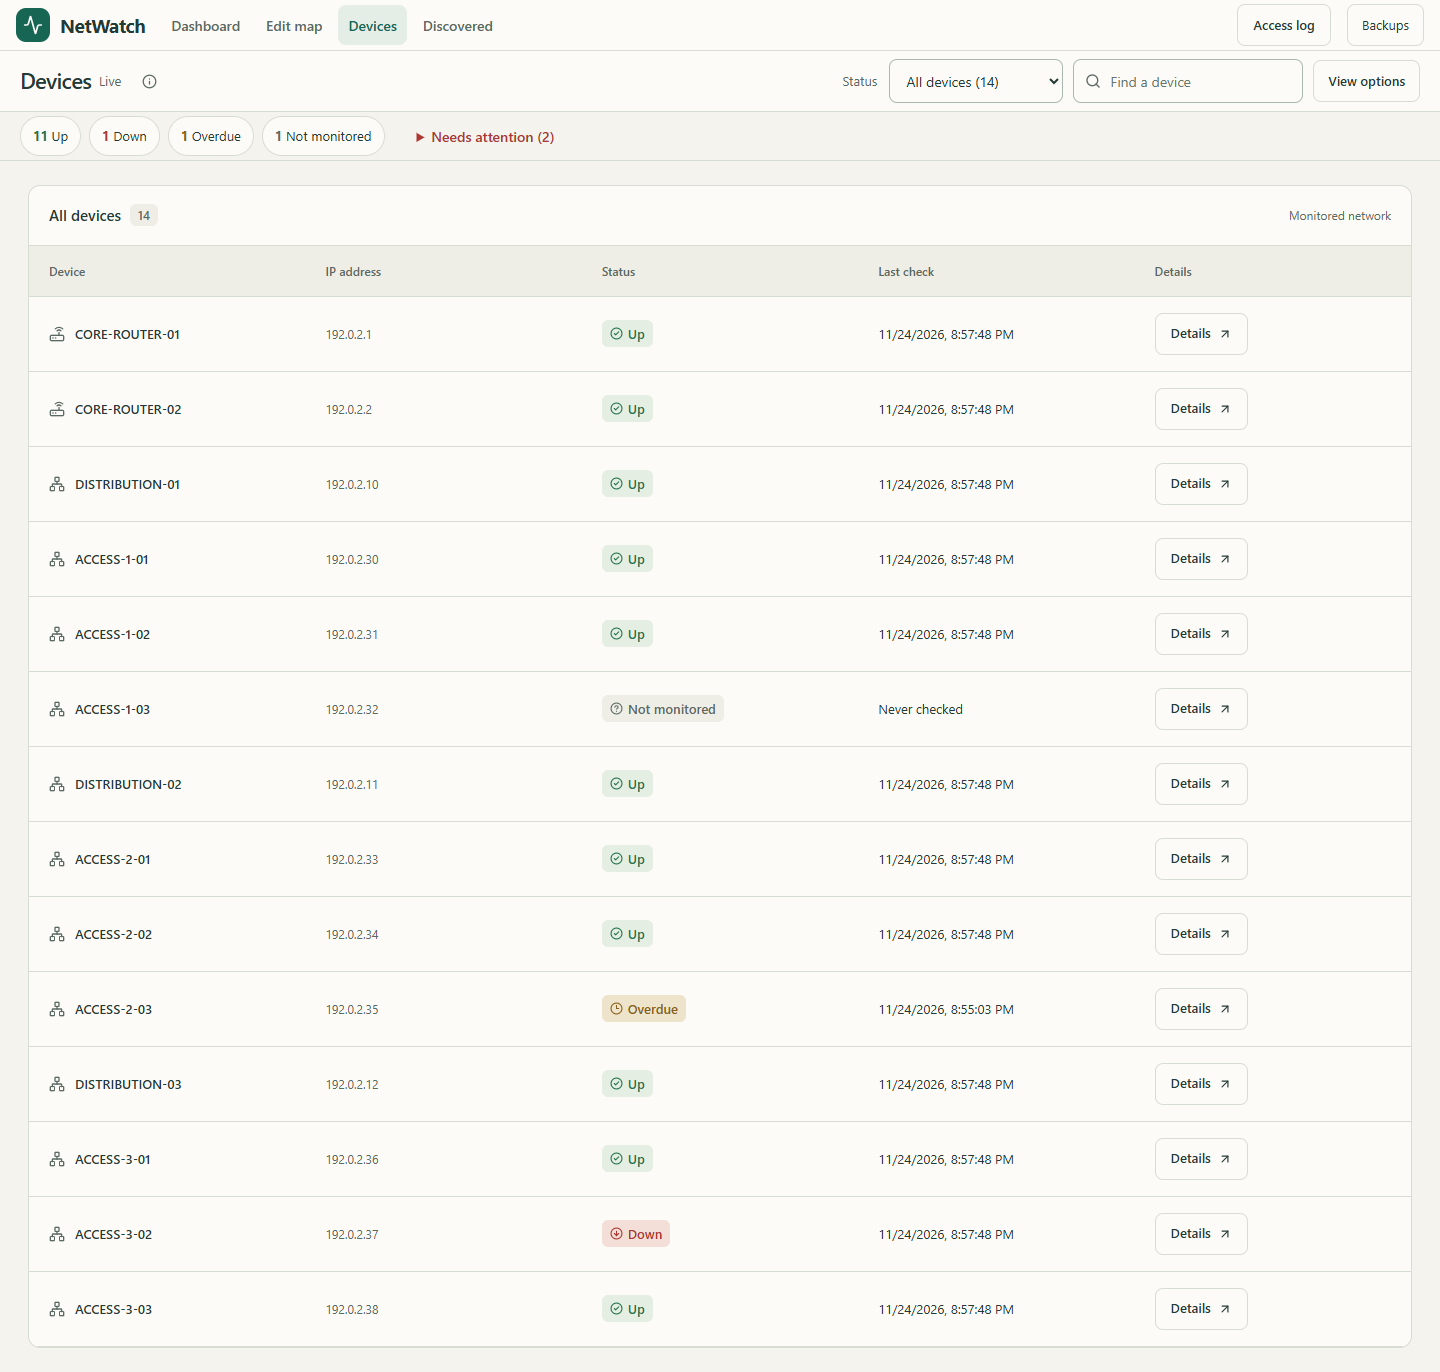 NetWatch Dashboard Edit map Devices Discovered Access log Backups
Devices Live Status All devices (14) Find a device View options
11 Up 1 Down 1 Overdue 1 Not monitored Needs attention (2)
All devices 14 Monitored network
Device IP address Status Last check Details
CORE-ROUTER-01 192.0.2.1 Up 11/24/2026, 8:57:48 PM Details
CORE-ROUTER-02 192.0.2.2 Up 11/24/2026, 8:57:48 PM Details
DISTRIBUTION-01 192.0.2.10 Up 11/24/2026, 8:57:48 PM Details
ACCESS-1-01 192.0.2.30 Up 11/24/2026, 8:57:48 PM Details
ACCESS-1-02 192.0.2.31 Up 11/24/2026, 8:57:48 PM Details
ACCESS-1-03 192.0.2.32 Not monitored Never checked Details
DISTRIBUTION-02 192.0.2.11 Up 11/24/2026, 8:57:48 PM Details
ACCESS-2-01 192.0.2.33 Up 11/24/2026, 8:57:48 PM Details
ACCESS-2-02 192.0.2.34 Up 11/24/2026, 8:57:48 PM Details
ACCESS-2-03 192.0.2.35 Overdue 11/24/2026, 8:55:03 PM Details
DISTRIBUTION-03 192.0.2.12 Up 11/24/2026, 8:57:48 PM Details
ACCESS-3-01 192.0.2.36 Up 11/24/2026, 8:57:48 PM Details
ACCESS-3-02 192.0.2.37 Down 11/24/2026, 8:57:48 PM Details
ACCESS-3-03 192.0.2.38 Up 11/24/2026, 8:57:48 PM Details